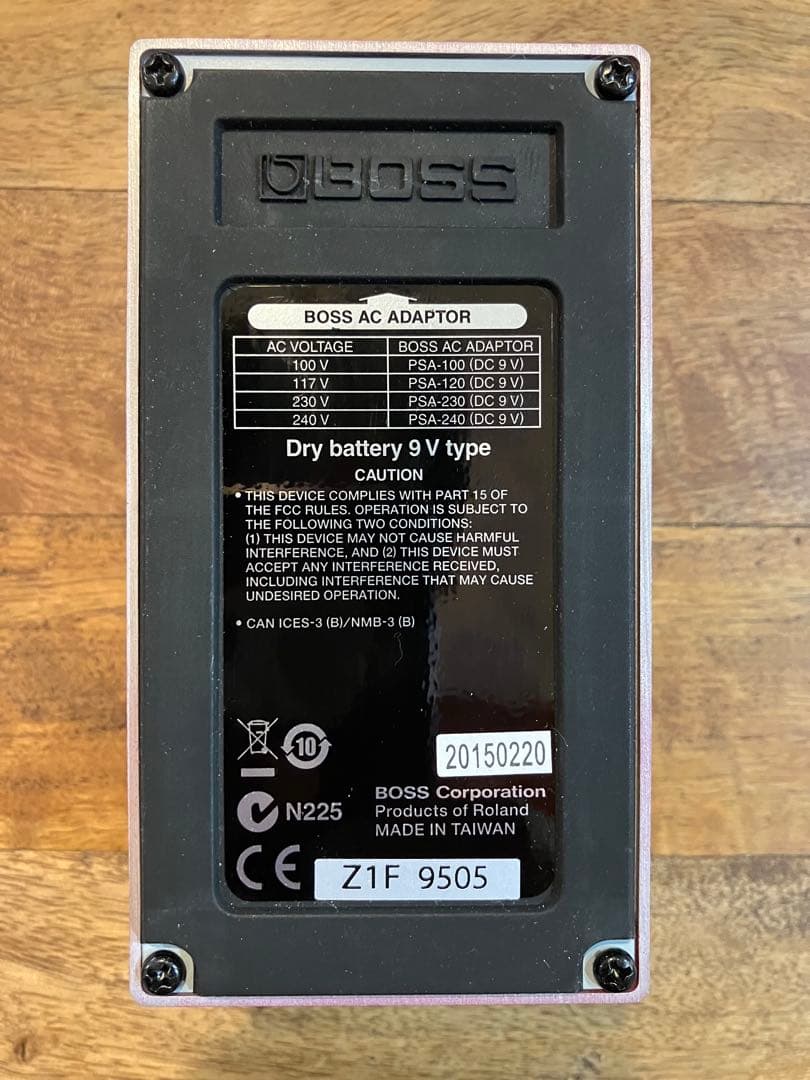 BOSS
BOSS AC ADAPTOR
AC VOLTAGE BOSS AC ADAPTOR
100 V PSA-100 (DC 9 V)
117 V PSA-120 (DC 9 V)
230 V PSA-230 (DC 9 V)
240 V PSA-240 (DC 9 V)
Dry battery 9 V type
CAUTION
• THIS DEVICE COMPLIES WITH PART 15 OF
THE FCC RULES. OPERATION IS SUBJECT TO
THE FOLLOWING TWO CONDITIONS:
(1) THIS DEVICE MAY NOT CAUSE HARMFUL
INTERFERENCE, AND (2) THIS DEVICE MUST
ACCEPT ANY INTERFERENCE RECEIVED,
INCLUDING INTERFERENCE THAT MAY CAUSE
UNDESIRED OPERATION.
• CAN ICES-3 (B)/NMB-3 (B)
10
20150220
N225
BOSS Corporation
Products of Roland
MADE IN TAIWAN
CE
Z1F 9505